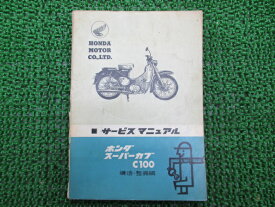 HONDA
MOTOR
CO.,LTD.
サービスマニュアル
ホンダ
スーパーカブ
C100
構造・整備編